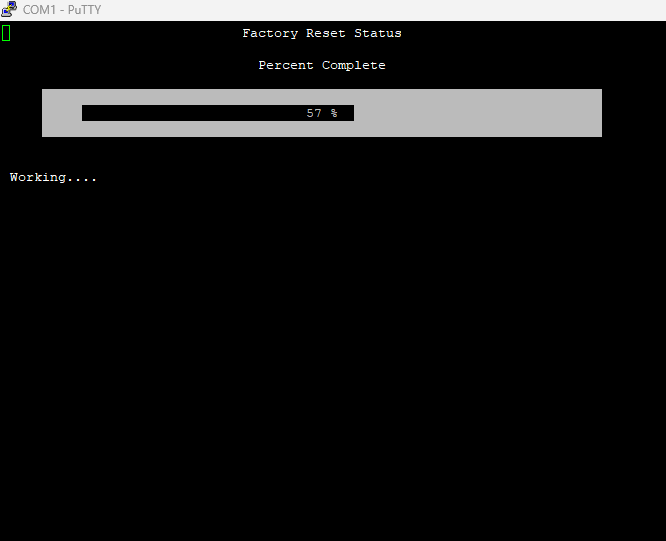 COM1 - PuTTY
Factory Reset Status
Percent Complete
57 %
Working....